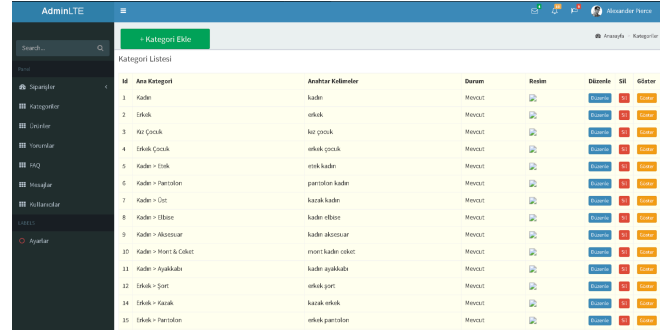 AdminLTE
Alexander Pierce
Search...
Panel
Siparişler
Kategoriler
Ürünler
Yorumlar
FAQ
Mesajlar
Kullanıcılar
LABELS
Ayarlar
+ Kategori Ekle
Anasayfa > Kategoriler
Kategori Listesi
Id Ana Kategori Anahtar Kelimeler Durum Resim Düzenle Sil Göster
1 Kadın kadın Mevcut Düzenle Sil Göster
2 Erkek erkek Mevcut Düzenle Sil Göster
3 Kız Çocuk kız çocuk Mevcut Düzenle Sil Göster
4 Erkek Çocuk erkek çocuk Mevcut Düzenle Sil Göster
5 Kadın > Etek etek kadın Mevcut Düzenle Sil Göster
6 Kadın > Pantolon pantolon kadın Mevcut Düzenle Sil Göster
7 Kadın > Üst kazak kadın Mevcut Düzenle Sil Göster
8 Kadın > Elbise kadın elbise Mevcut Düzenle Sil Göster
9 Kadın > Aksesuar kadın aksesuar Mevcut Düzenle Sil Göster
10 Kadın > Mont & Ceket mont kadın ceket Mevcut Düzenle Sil Göster
11 Kadın > Ayakkabı kadın ayakkabı Mevcut Düzenle Sil Göster
12 Erkek > Şort erkek şort Mevcut Düzenle Sil Göster
14 Erkek > Kazak kazak erkek Mevcut Düzenle Sil Göster
15 Erkek > Pantolon erkek pantolon Mevcut Düzenle Sil Göster